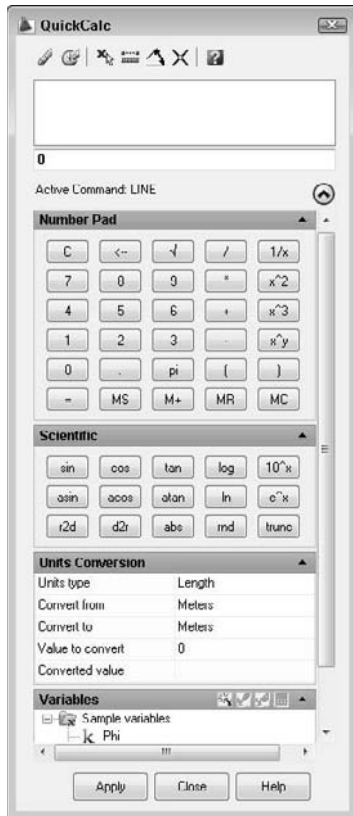 QuickCalc
0
Active Command: LINE
Number Pad
C <-- √ / 1/x
7 8 9 * x^2
4 5 6 + x^3
1 2 3 - x^y
0 . pi ( )
= MS M+ MR MC
Scientific
sin cos tan log 10^x
asin acos atan ln e^x
r2d d2r abs rnd trunc
Units Conversion
Units type Length
Convert from Meters
Convert to Meters
Value to convert 0
Converted value
Variables
Sample variables
k Phi
Apply Close Help